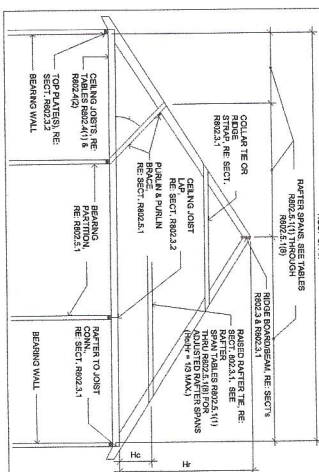 RAFTER SPANS, SEE TABLES
R802.5.1(1) THROUGH
R802.5.1(8)
RIDGE BOARD/BEAM, RE: SECT's
R802.3 & R802.3.1
COLLAR TIE OR
RIDGE
STRAP, RE: SECT.
R802.3.1
RAISED RAFTER TIE, RE:
SECT. 802.3.1. SEE
RAFTER
SPAN TABLES R802.5.1(1)
THRU R802.5.1(8) FOR
ADJUSTED RAFTER SPANS
(Hc/Hr = 1/3 MAX.)
PURLIN & PURLIN
BRACE,
RE: SECT. R802.5.1
CEILING JOIST
LAP
RE: SECT. R802.3.2
Hc
Hr
CEILING JOISTS, RE:
TABLES R802.4(1) &
R802.4(2)
TOP PLATE(S), RE:
SECT. R802.3.2
BEARING WALL
BEARING
PARTITION,
RE: R802.5.1
RAFTER TO JOIST
CONN.
RE: SECT. R802.3.1
BEARING WALL